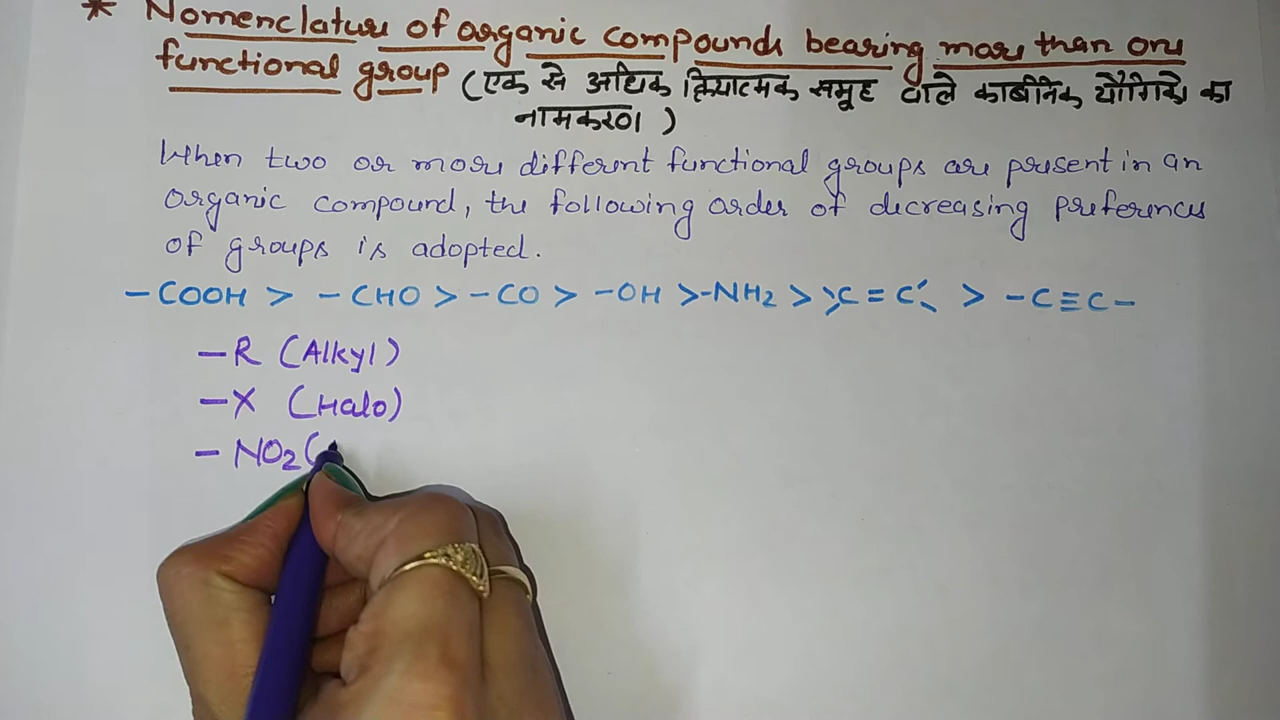 * Nomenclature of organic compounds bearing more than one
functional group (एक से अधिक क्रियात्मक समूह वाले कार्बनिक यौगिकों का
नामकरण )
When two or more different functional groups are present in an
organic compound, the following order of decreasing preference
of groups is adopted.
-COOH > -CHO > -CO > -OH > -NH2 > >C=C< > -C≡C-
-R (Alkyl)
-X (Halo)
-NO2 (